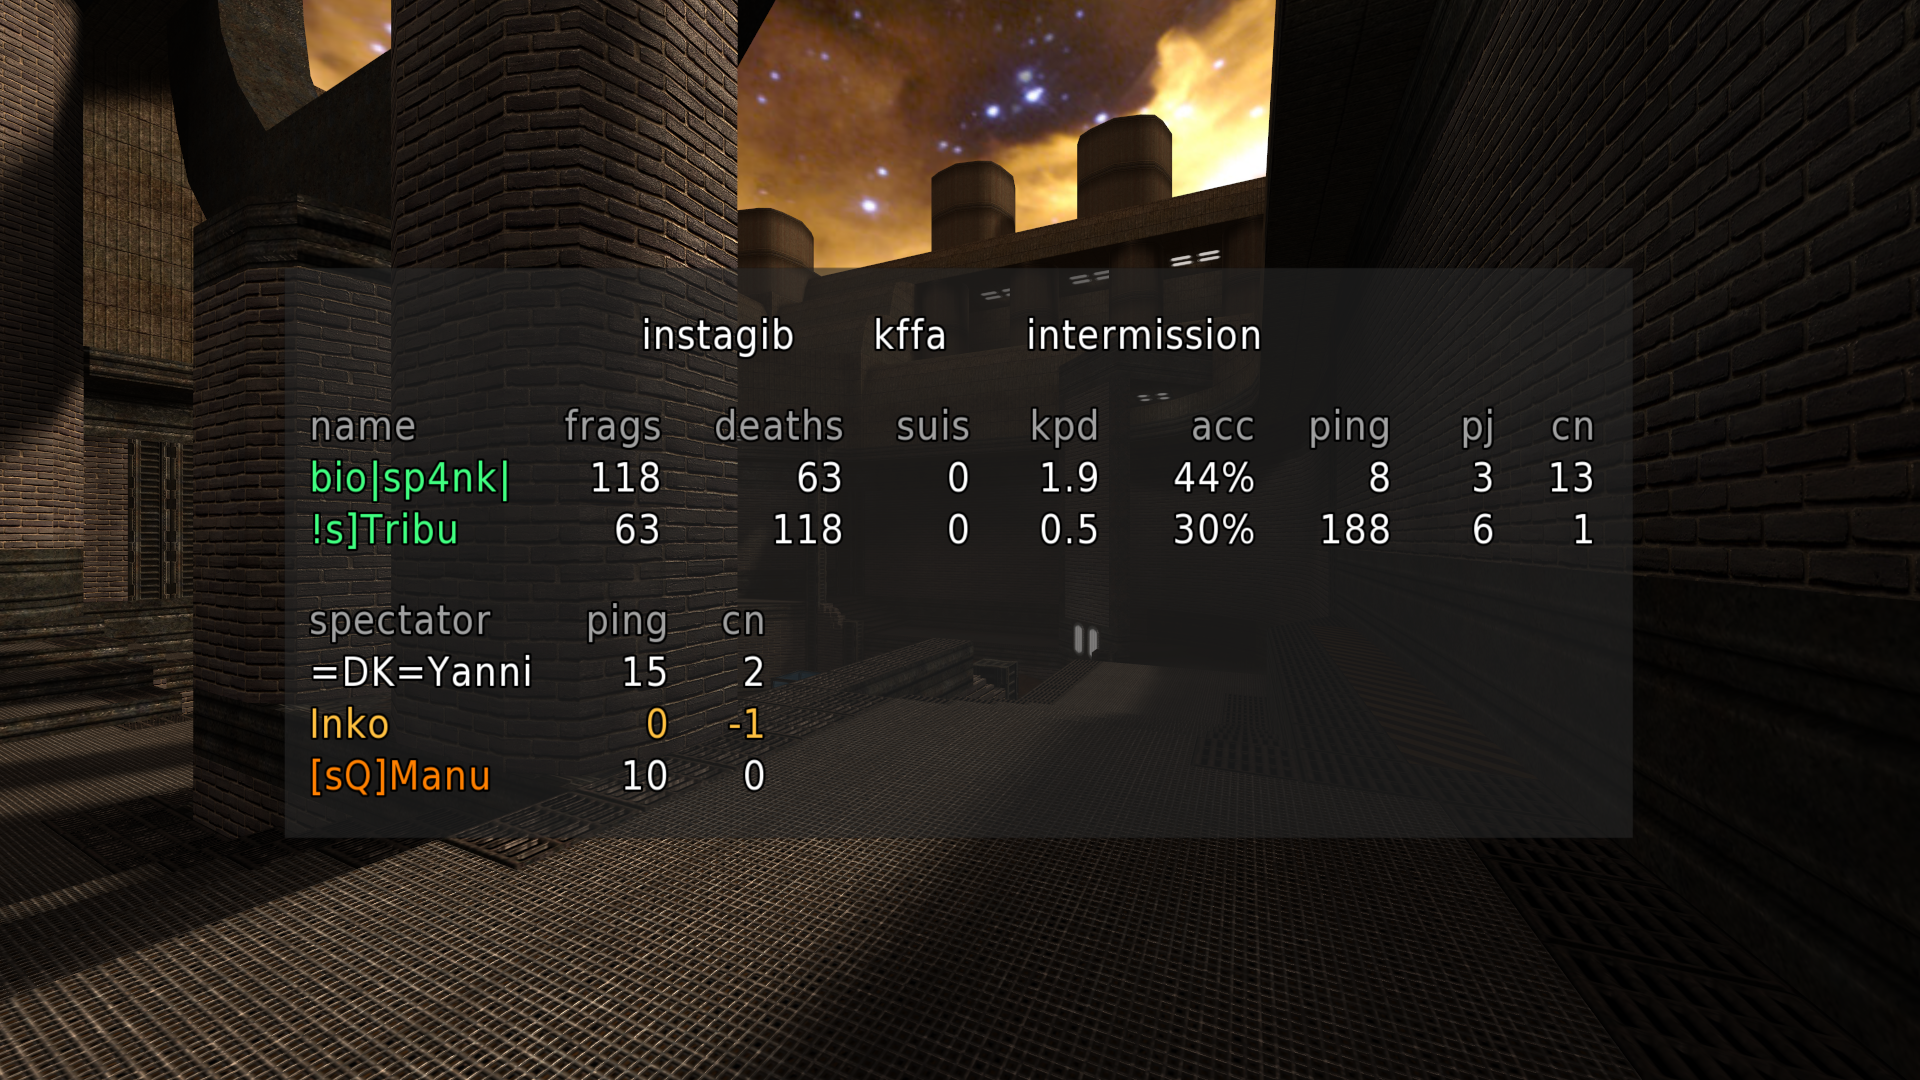 instagib kffa intermission
name frags deaths suis kpd acc ping pj cn
bio|sp4nk| 118 63 0 1.9 44% 8 3 13
!s]Tribu 63 118 0 0.5 30% 188 6 1
spectator ping cn
=DK=Yanni 15 2
Inko 0 -1
[sQ]Manu 10 0